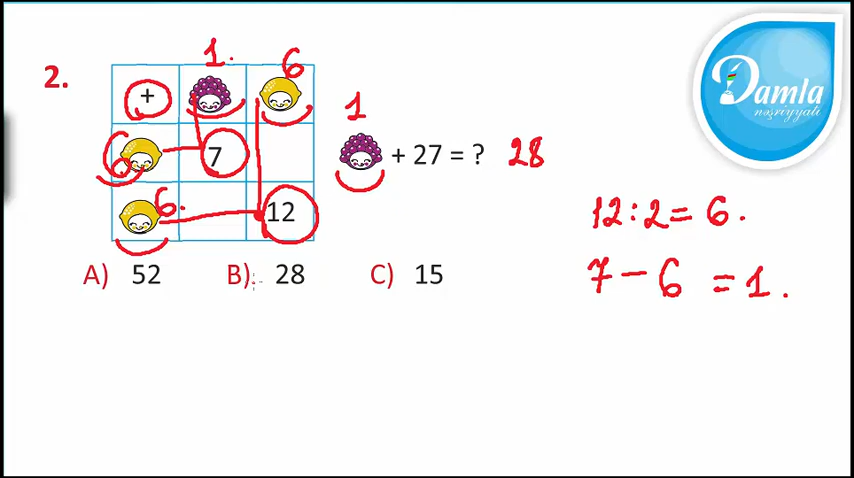 1. 6
2. +
1
6 7 + 27 = ? 28
6. 12
12:2=6.
7-6 =1.
A) 52 B) 28 C) 15
Damla
nəşriyyatı